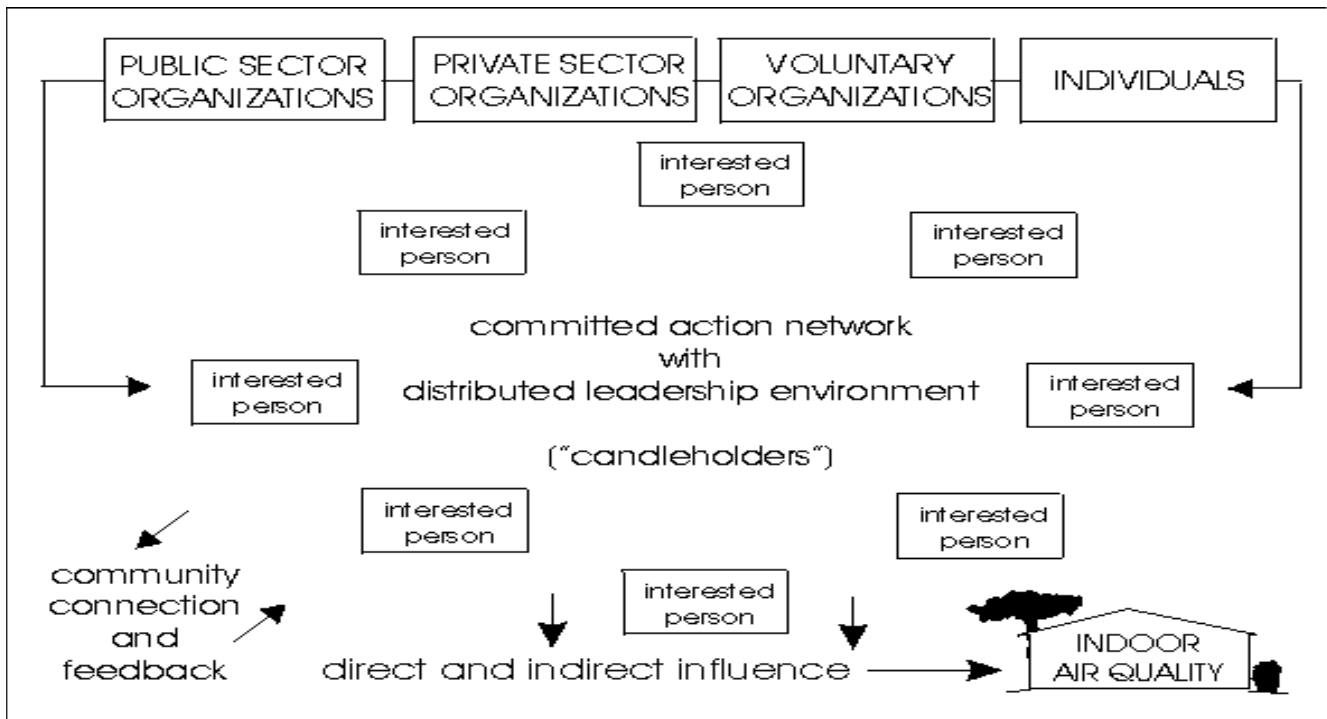 PUBLIC SECTOR
ORGANIZATIONS
PRIVATE SECTOR
ORGANIZATIONS
VOLUNTARY
ORGANIZATIONS
INDIVIDUALS
interested
person
interested
person
interested
person
committed action network
with
distributed leadership environment
("candleholders")
interested
person
interested
person
interested
person
interested
person
interested
person
community
connection
and
feedback
direct and indirect influence
INDOOR
AIR QUALITY